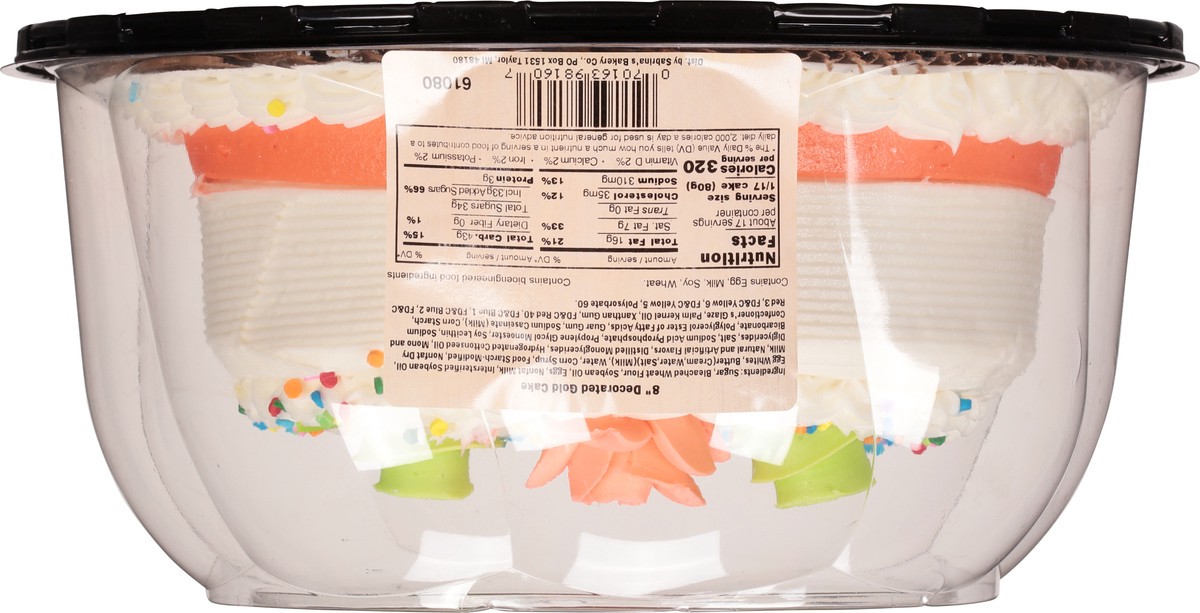 8" Decorated Gold Cake
Ingredients: Sugar, Bleached Wheat Flour, Soybean Oil, Eggs, Nonfat Milk, Interesterified Soybean Oil,
Egg Whites, Butter(Cream,Water,Salt)(Milk), Water, Corn Syrup, Food Starch-Modified, Nonfat Dry
Milk, Natural and Artificial Flavors, Distilled Monoglycerides, Hydrogenated Cottonseed Oil, Mono and
Diglycerides, Salt, Sodium Acid Pyrophosphate, Propylene Glycol Monoester, Soy Lecithin, Sodium
Bicarbonate, Polyglycerol Ester of Fatty Acids, Guar Gum, Sodium Caseinate (Milk), Corn Starch,
Confectioner's Glaze, Palm Kernel Oil, Xanthan Gum, FD&C Red 40, FD&C Blue 1, FD&C Blue 2, FD&C
Red 3, FD&C Yellow 6, FD&C Yellow 5, Polysorbate 60.
Contains Egg, Milk, Soy, Wheat. Contains bioengineered food ingredients
Nutrition
Facts
About 17 servings
per container
Serving size
1/17 cake (80g)
Calories 320
per serving
Amount / serving % DV*
Total Fat 16g 21%
Sat. Fat 7g 33%
Trans Fat 0g
Cholesterol 35mg 12%
Sodium 310mg 13%
Amount / serving % DV*
Total Carb. 43g 15%
Dietary Fiber 0g 1%
Total Sugars 34g
Incl.33g Added Sugars 66%
Protein 3g
Vitamin D 2% · Calcium 2% · Iron 2% · Potassium 2%
* The % Daily Value (DV) tells you how much a nutrient in a serving of food contributes to a
daily diet. 2,000 calories a day is used for general nutrition advice.
0 70163 98160 7
61080
Dist. by Sabrina's Bakery, Co., PO Box 1531 Taylor, MI 48180